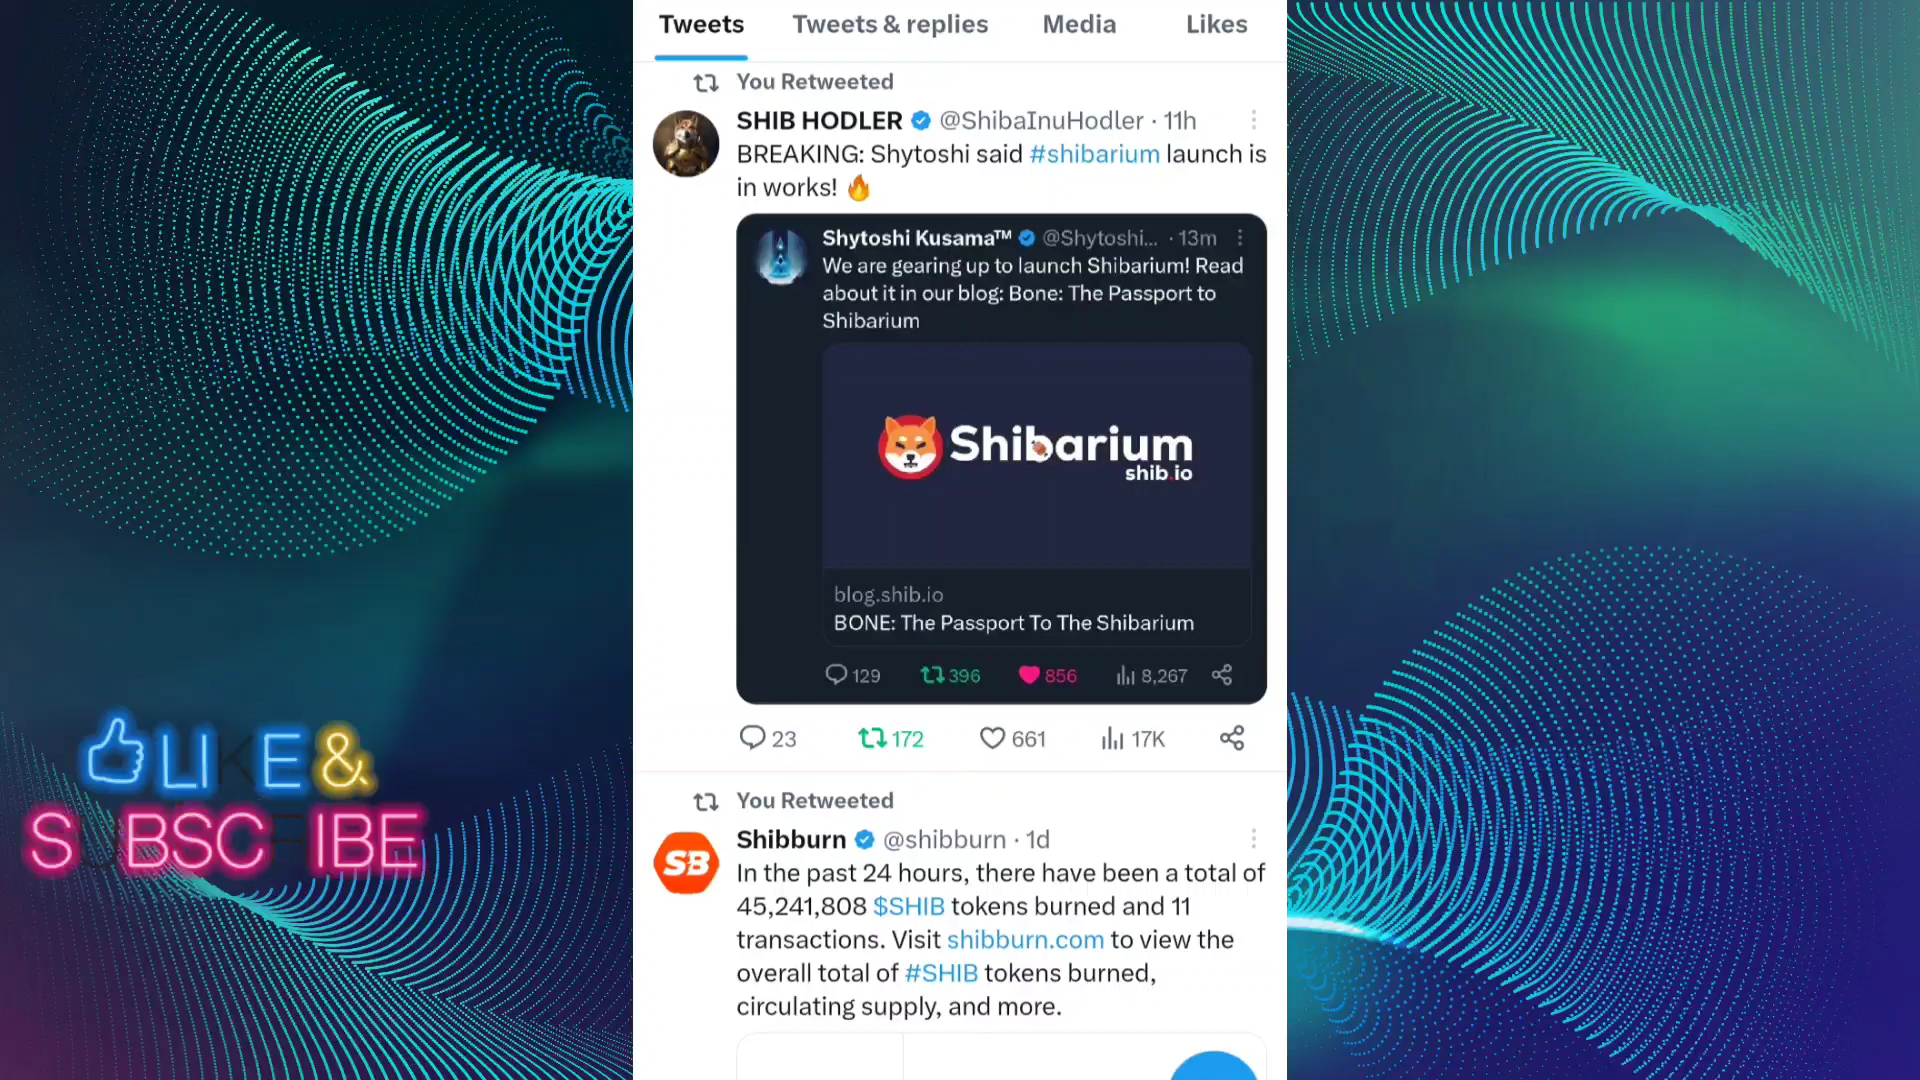 Tweets Tweets & replies Media Likes
You Retweeted
SHIB HODLER @ShibaInuHodler · 11h
BREAKING: Shytoshi said #shibarium launch is
in works! 🔥
Shytoshi Kusama™ @Shytoshi... · 13m
We are gearing up to launch Shibarium! Read
about it in our blog: Bone: The Passport to
Shibarium
Shibarium
shib.io
blog.shib.io
BONE: The Passport To The Shibarium
129 396 856 8,267
23 172 661 17K
You Retweeted
SB
Shibburn @shibburn · 1d
In the past 24 hours, there have been a total of
45,241,808 $SHIB tokens burned and 11
transactions. Visit shibburn.com to view the
overall total of #SHIB tokens burned,
circulating supply, and more.
LIKE &
SUBSCRIBE